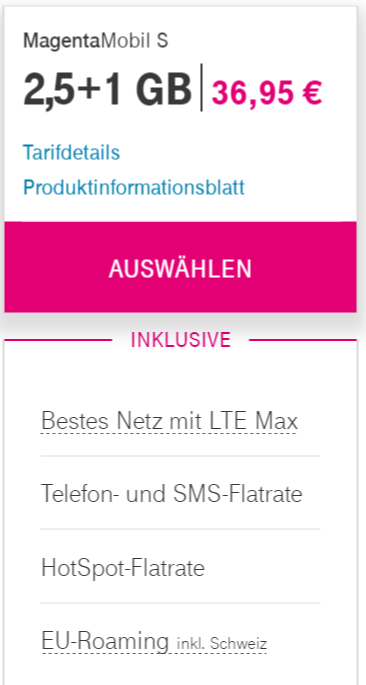 MagentaMobil S
2,5+1 GB | 36,95 €
Tarifdetails
Produktinformationsblatt
AUSWÄHLEN
INKLUSIVE
Bestes Netz mit LTE Max
Telefon- und SMS-Flatrate
HotSpot-Flatrate
EU-Roaming inkl. Schweiz